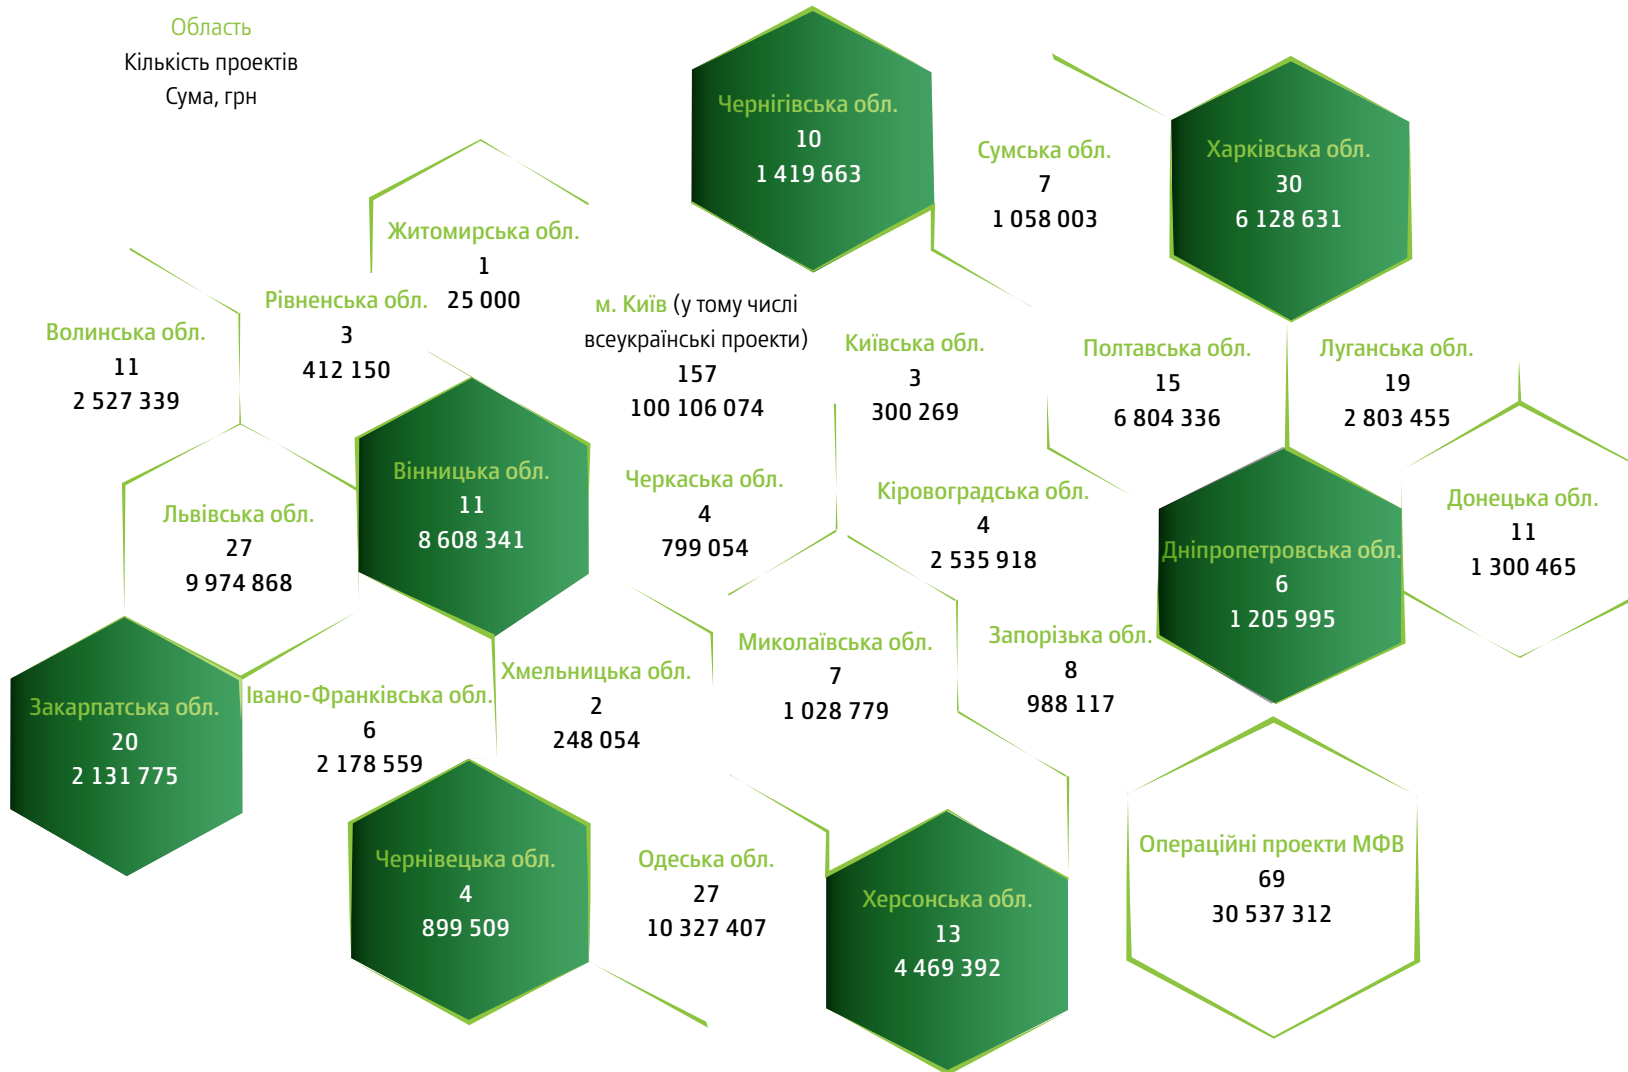 Область
Кількість проектів
Сума, грн
Чернігівська обл.
10
1 419 663
Сумська обл.
7
1 058 003
Харківська обл.
30
6 128 631
Житомирська обл.
1
25 000
Рівненська обл.
3
412 150
Волинська обл.
11
2 527 339
м. Київ (у тому числі
всеукраїнські проекти)
157
100 106 074
Київська обл.
3
300 269
Полтавська обл.
15
6 804 336
Луганська обл.
19
2 803 455
Львівська обл.
27
9 974 868
Вінницька обл.
11
8 608 341
Черкаська обл.
4
799 054
Кіровоградська обл.
4
2 535 918
Дніпропетровська обл.
6
1 205 995
Донецька обл.
11
1 300 465
Закарпатська обл.
20
2 131 775
Івано-Франківська обл.
6
2 178 559
Хмельницька обл.
2
248 054
Миколаївська обл.
7
1 028 779
Запорізька обл.
8
988 117
Чернівецька обл.
4
899 509
Одеська обл.
27
10 327 407
Херсонська обл.
13
4 469 392
Операційні проекти МФВ
69
30 537 312